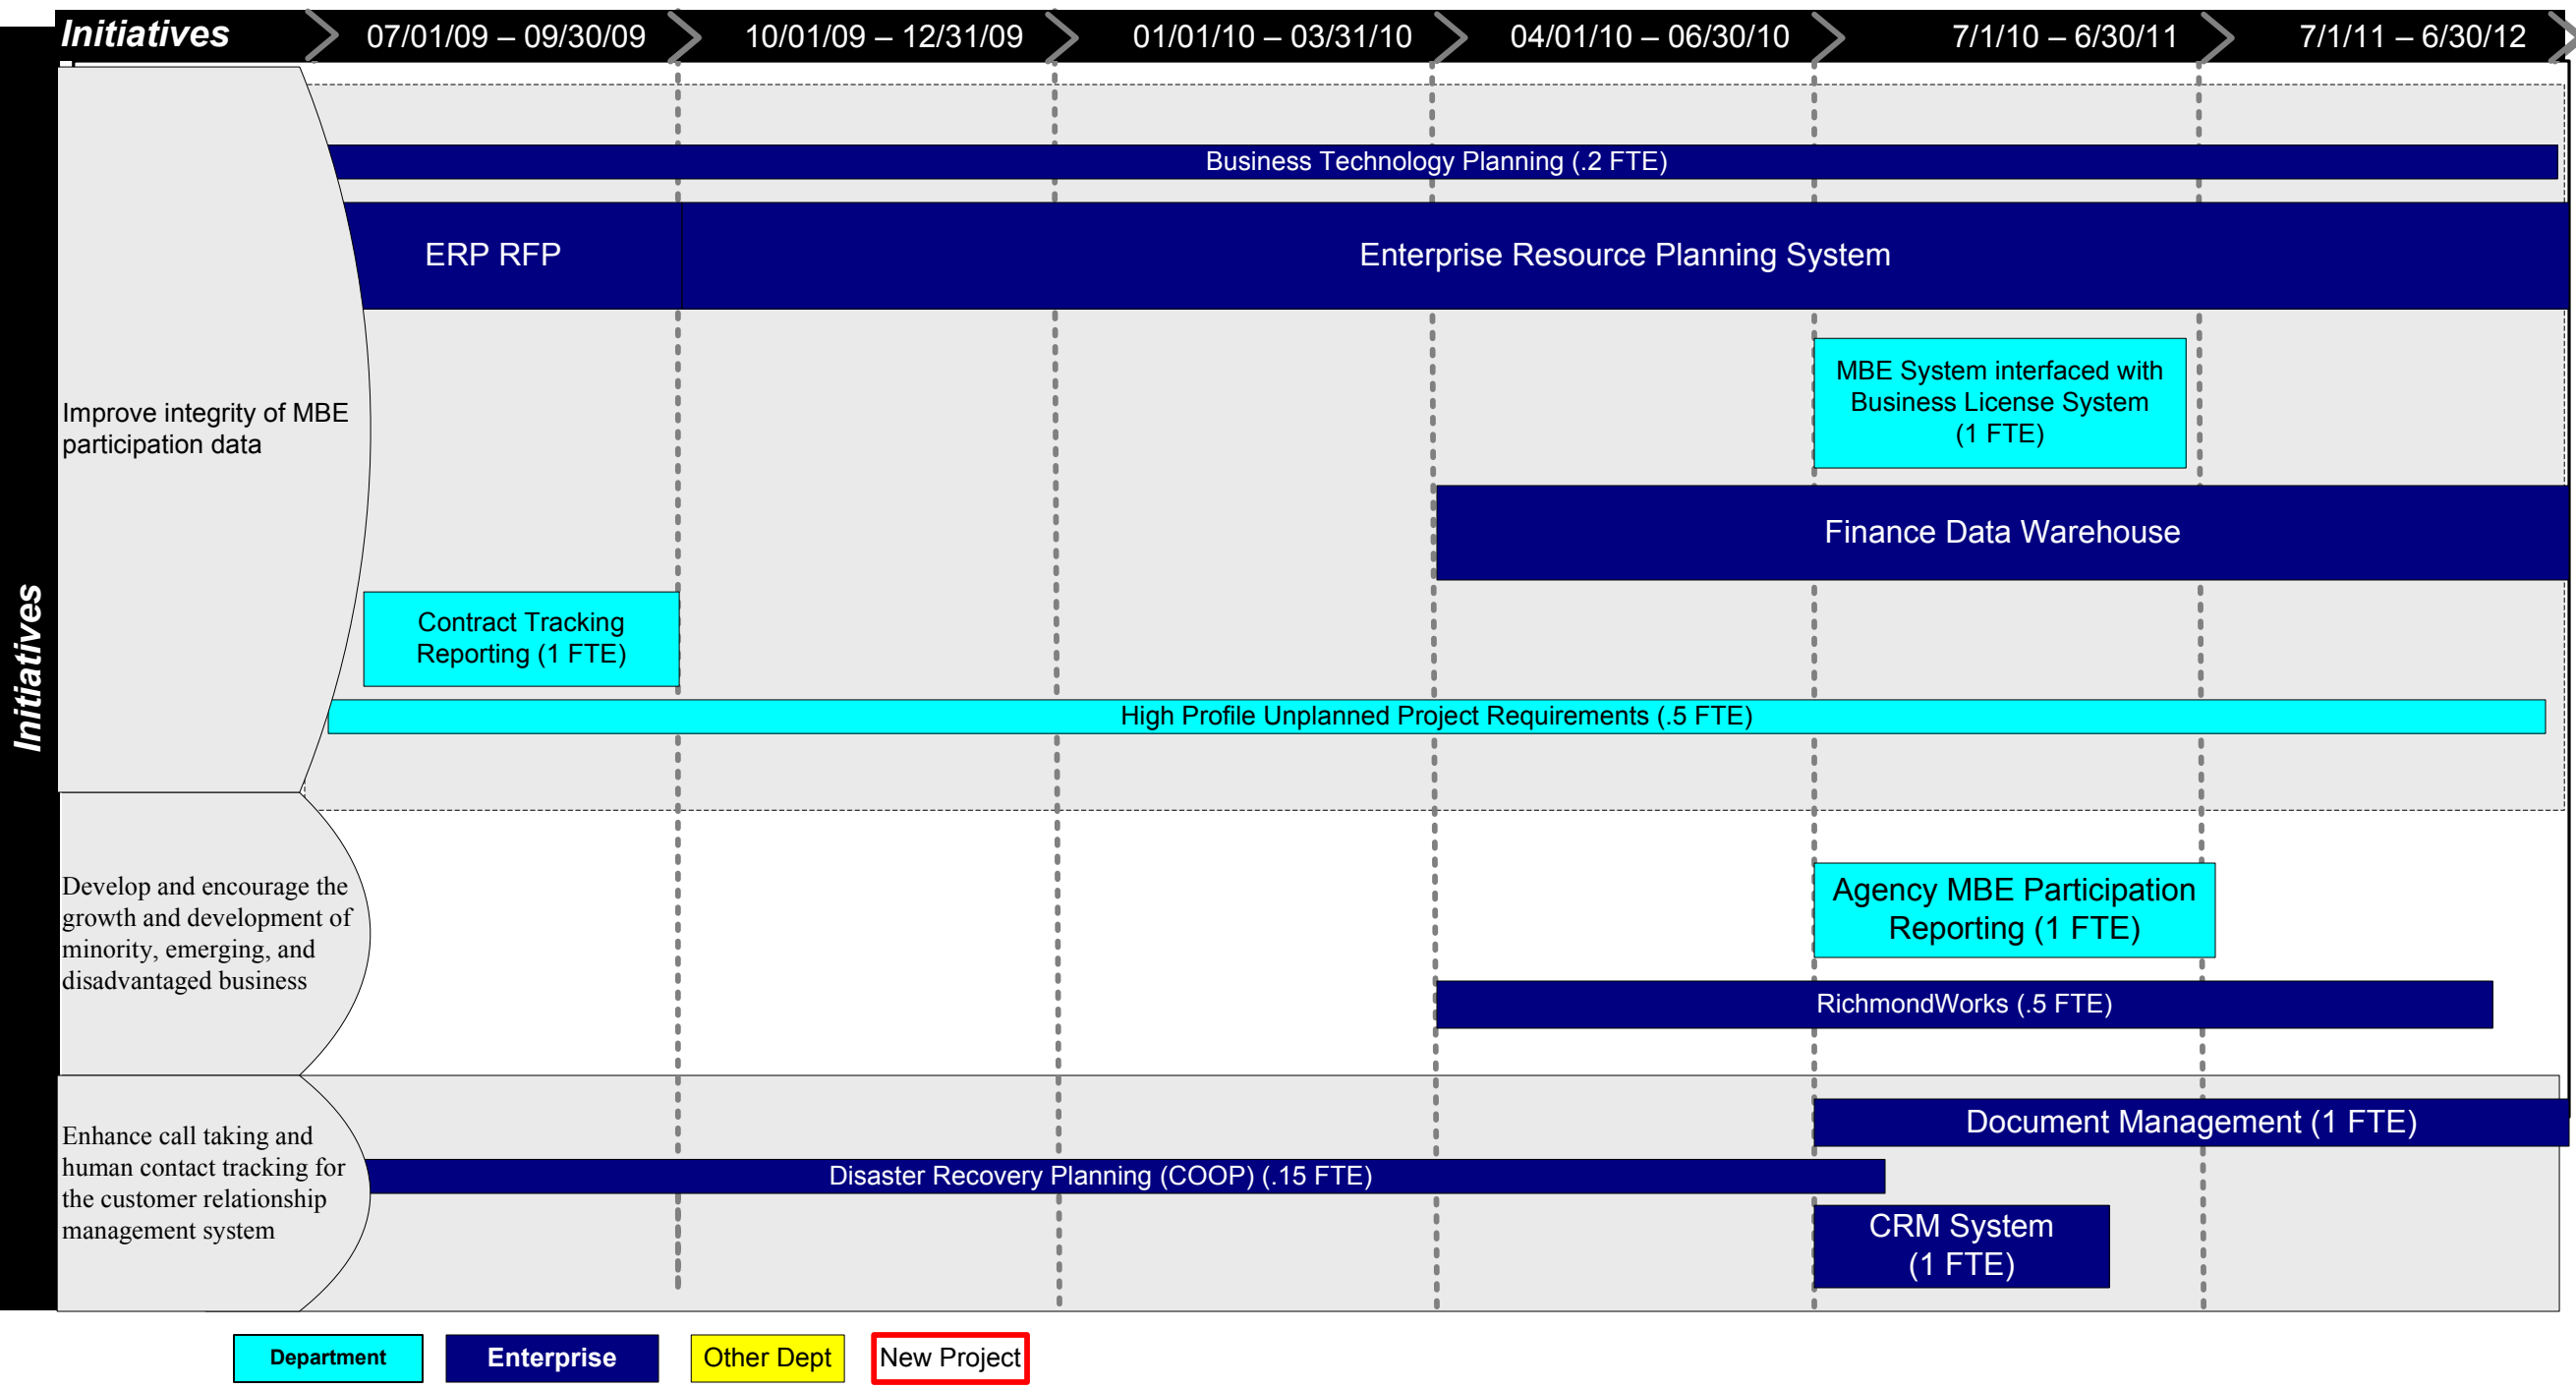 Initiatives
07/01/09 – 09/30/09
10/01/09 – 12/31/09
01/01/10 – 03/31/10
04/01/10 – 06/30/10
7/1/10 – 6/30/11
7/1/11 – 6/30/12
Initiatives
Improve integrity of MBE
participation data
Business Technology Planning (.2 FTE)
ERP RFP
Enterprise Resource Planning System
MBE System interfaced with
Business License System
(1 FTE)
Finance Data Warehouse
Contract Tracking
Reporting (1 FTE)
High Profile Unplanned Project Requirements (.5 FTE)
Develop and encourage the
growth and development of
minority, emerging, and
disadvantaged business
Agency MBE Participation
Reporting (1 FTE)
RichmondWorks (.5 FTE)
Enhance call taking and
human contact tracking for
the customer relationship
management system
Document Management (1 FTE)
Disaster Recovery Planning (COOP) (.15 FTE)
CRM System
(1 FTE)
Department
Enterprise
Other Dept
New Project